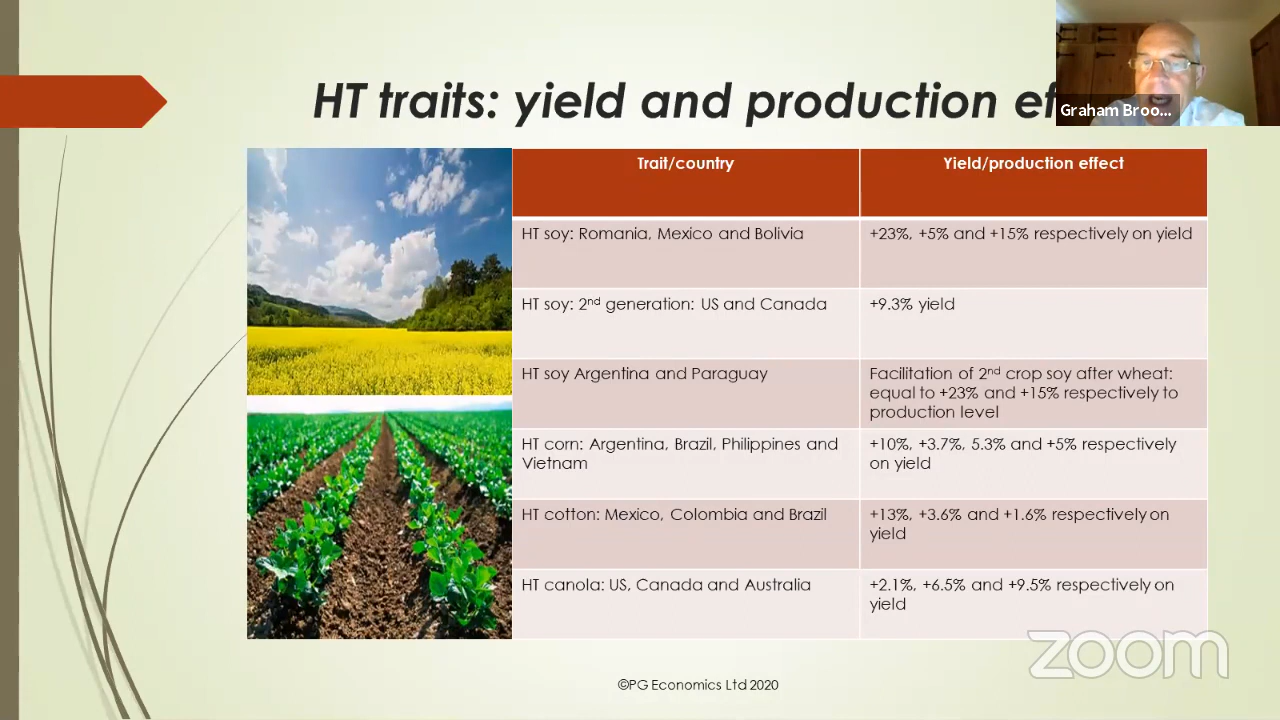 HT traits: yield and production ef
Graham Broo...
Trait/country
Yield/production effect
HT soy: Romania, Mexico and Bolivia
+23%, +5% and +15% respectively on yield
HT soy: 2nd generation: US and Canada
+9.3% yield
HT soy Argentina and Paraguay
Facilitation of 2nd crop soy after wheat:
equal to +23% and +15% respectively to
production level
HT corn: Argentina, Brazil, Philippines and
Vietnam
+10%, +3.7%, 5.3% and +5% respectively
on yield
HT cotton: Mexico, Colombia and Brazil
+13%, +3.6% and +1.6% respectively on
yield
HT canola: US, Canada and Australia
+2.1%, +6.5% and +9.5% respectively on
yield
zoom
©PG Economics Ltd 2020